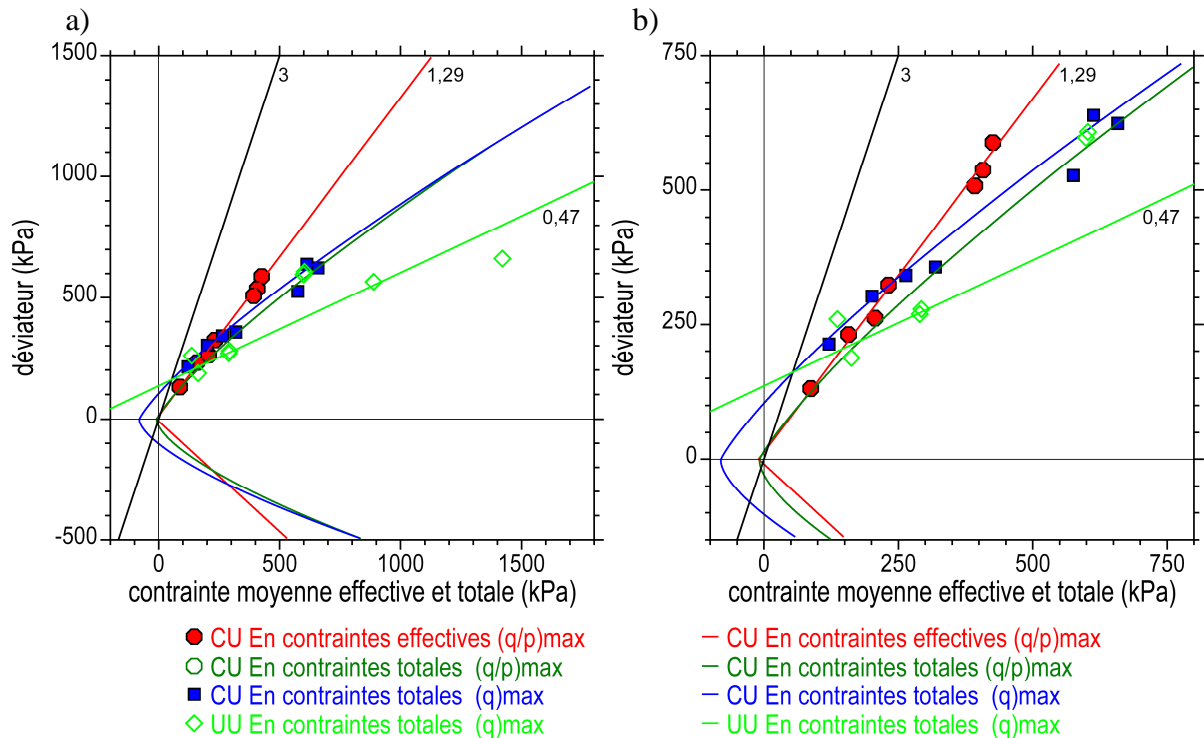 a)
b)
1500
1000
500
0
-500
déviateur (kPa)
3
1,29
0,47
0
500
1000
1500
contrainte moyenne effective et totale (kPa)
750
500
250
0
déviateur (kPa)
3
1,29
0,47
0
250
500
750
contrainte moyenne effective et totale (kPa)
CU En contraintes effectives (q/p)max
CU En contraintes totales (q/p)max
CU En contraintes totales (q)max
UU En contraintes totales (q)max
CU En contraintes effectives (q/p)max
CU En contraintes totales (q/p)max
CU En contraintes totales (q)max
UU En contraintes totales (q)max